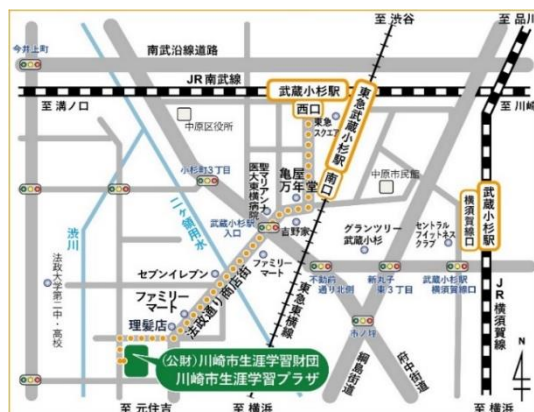 至 渋谷
至 品川
今井上町
南武沿線道路
JR南武線
武蔵小杉駅
西口
至 溝ノ口
至 川崎
中原区役所
東急
スクエア
東急武蔵小杉駅
南口
小杉町3丁目
聖マリアンナ
医大東横病院
亀屋
万年堂
中原市民館
武蔵小杉駅
入口
吉野家
グランツリー
武蔵小杉
セントラル
フィットネス
クラブ
横須賀線口
武蔵小杉駅
渋川
二ヶ領用水
法政大学第二中・高校
セブンイレブン
ファミリー
マート
法政通り商店街
不動前
通り北側
新丸子
東3丁目
武蔵小杉駅
横須賀線口
ファミリー
マート
理髪店
東急東横線
市ノ坪
JR横須賀線
(公財)川崎市生涯学習財団
川崎市生涯学習プラザ
綱島街道
府中街道
N
至 元住吉
至 横浜
至 横浜